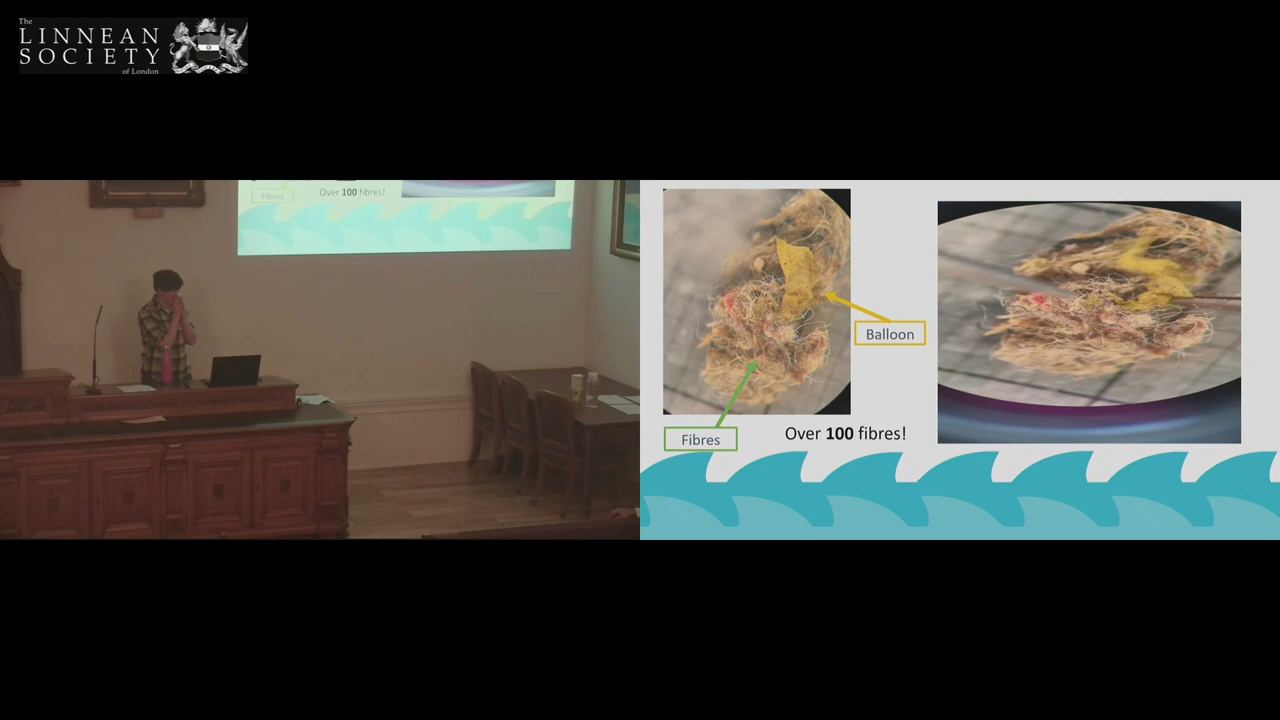 The
LINNEAN
SOCIETY
of London
Fibres
Over 100 fibres!
Balloon
Fibres
Over 100 fibres!